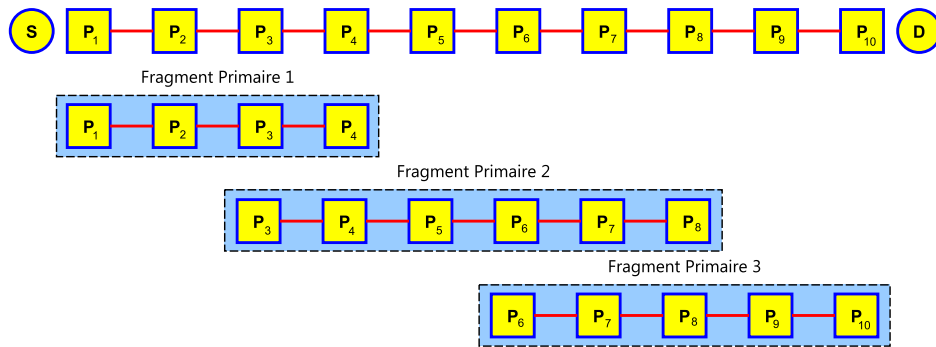 S P1 P2 P3 P4 P5 P6 P7 P8 P9 P10 D
Fragment Primaire 1
P1 P2 P3 P4
Fragment Primaire 2
P3 P4 P5 P6 P7 P8
Fragment Primaire 3
P6 P7 P8 P9 P10